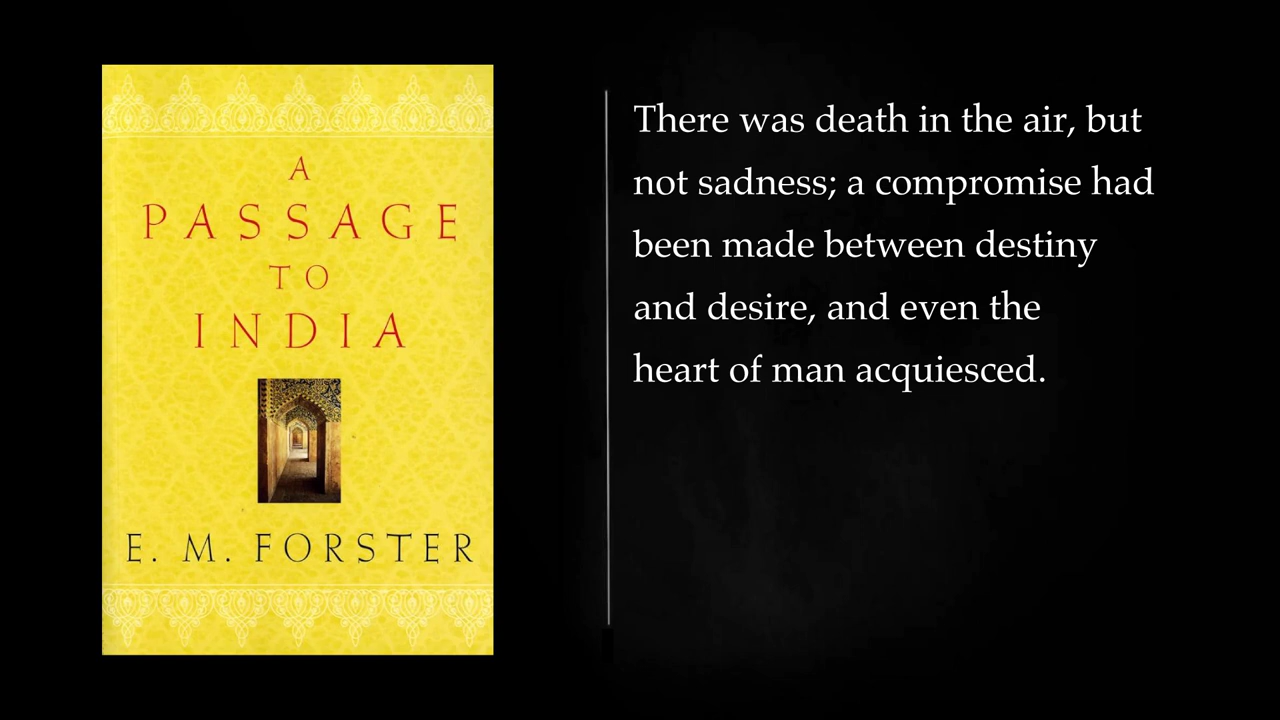 A
PASSAGE
TO
INDIA
E. M. FORSTER
There was death in the air, but
not sadness; a compromise had
been made between destiny
and desire, and even the
heart of man acquiesced.